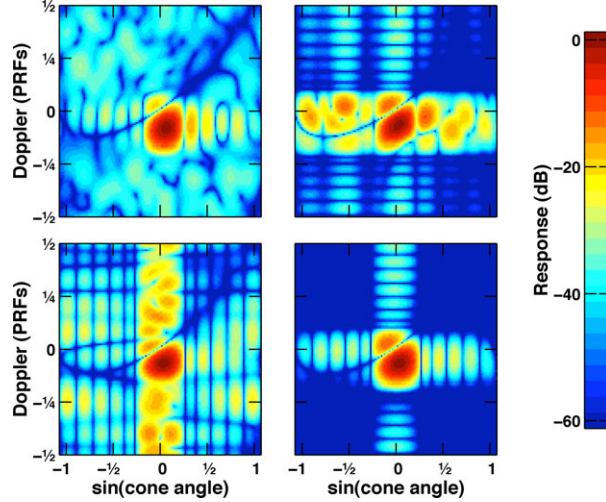 ½
¼
0
-¼
-½
Doppler (PRFs)
½
¼
0
-¼
-½
Doppler (PRFs)
-1 -½ 0 ½ 1
sin(cone angle)
-1 -½ 0 ½ 1
sin(cone angle)
0
-20
-40
-60
Response (dB)